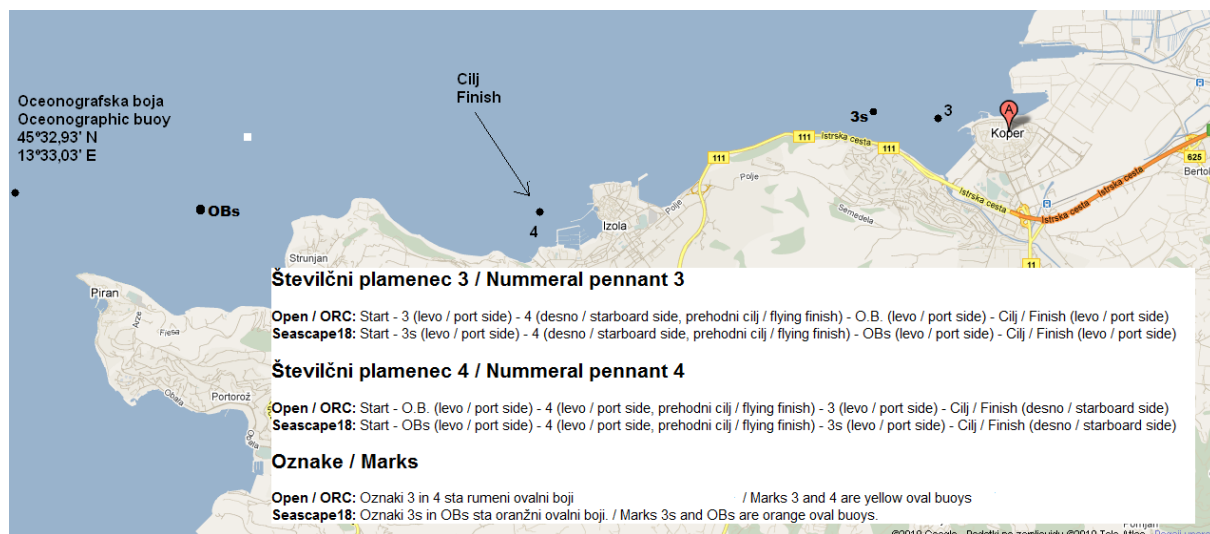 Oceonografska boja
Oceonographic buoy
45°32,93' N
13°33,03' E
Cilj
Finish
3s
3
A
Koper
111
Istrska cesta
111
111
625
Bertol
OBs
4
Izola
Polje
Polje
Semedela
Istrska cesta
Istrska cesta
Istrska cesta
11
Strunjan
Piran
Arze
Fiesa
Obala
Portorož
Obala
Številčni plamenec 3 / Nummeral pennant 3
Open / ORC: Start - 3 (levo / port side) - 4 (desno / starboard side, prehodni cilj / flying finish) - O.B. (levo / port side) - Cilj / Finish (levo / port side)
Seascape18: Start - 3s (levo / port side) - 4 (desno / starboard side, prehodni cilj / flying finish) - OBs (levo / port side) - Cilj / Finish (levo / port side)
Številčni plamenec 4 / Nummeral pennant 4
Open / ORC: Start - O.B. (levo / port side) - 4 (levo / port side, prehodni cilj / flying finish) - 3 (levo / port side) - Cilj / Finish (desno / starboard side)
Seascape18: Start - OBs (levo / port side) - 4 (levo / port side, prehodni cilj / flying finish) - 3s (levo / port side) - Cilj / Finish (desno / starboard side)
Oznake / Marks
Open / ORC: Oznaki 3 in 4 sta rumeni ovalni boji / Marks 3 and 4 are yellow oval buoys
Seascape18: Oznaki 3s in OBs sta oranžni ovalni boji. / Marks 3s and OBs are orange oval buoys.